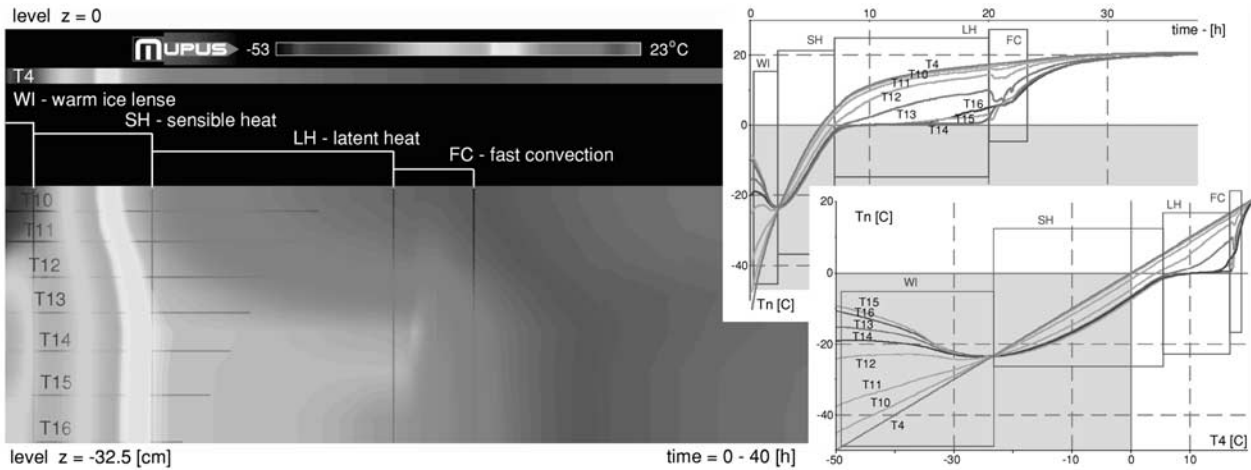 level z = 0
MUPUS -53 23°C
T4
WI - warm ice lense
SH - sensible heat
LH - latent heat
FC - fast convection
T10
T11
T12
T13
T14
T15
T16
level z = -32.5 [cm]
time = 0 - 40 [h]
0 10 20 30
time - [h]
WI
SH
LH
FC
20
0
-20
-40
T4
T10
T11
T12
T16
T13
T15
T14
Tn [C]
20
0
-20
-40
Tn [C]
WI
SH
LH
FC
T15
T16
T13
T14
T12
T11
T10
T4
-50 -30 -10 0 10
T4 [C]